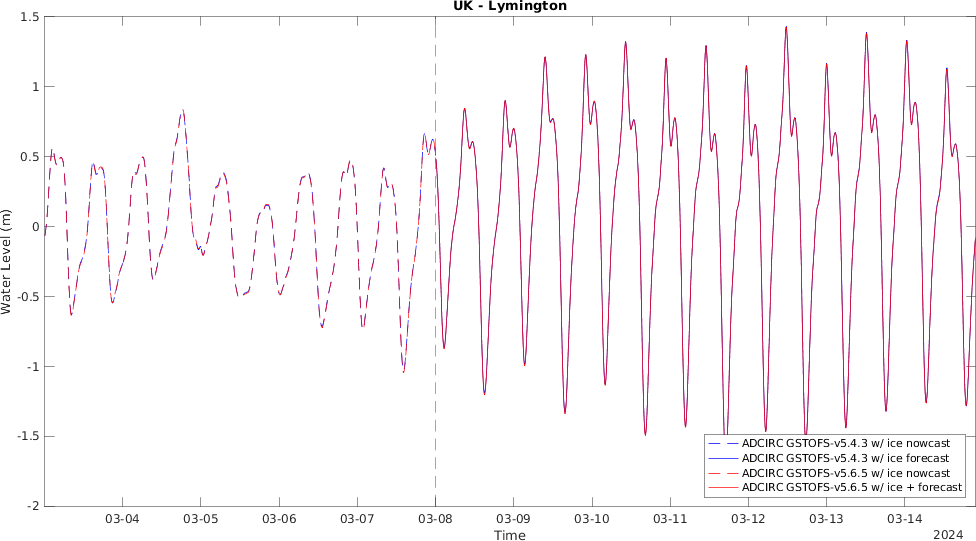 UK - Lymington
1.5
1
0.5
0
-0.5
-1
-1.5
-2
Water Level (m)
ADCIRC GSTOFS-v5.4.3 w/ ice nowcast
ADCIRC GSTOFS-v5.4.3 w/ ice forecast
ADCIRC GSTOFS-v5.6.5 w/ ice nowcast
ADCIRC GSTOFS-v5.6.5 w/ ice + forecast
03-04 03-05 03-06 03-07 03-08 03-09 03-10 03-11 03-12 03-13 03-14
Time
2024